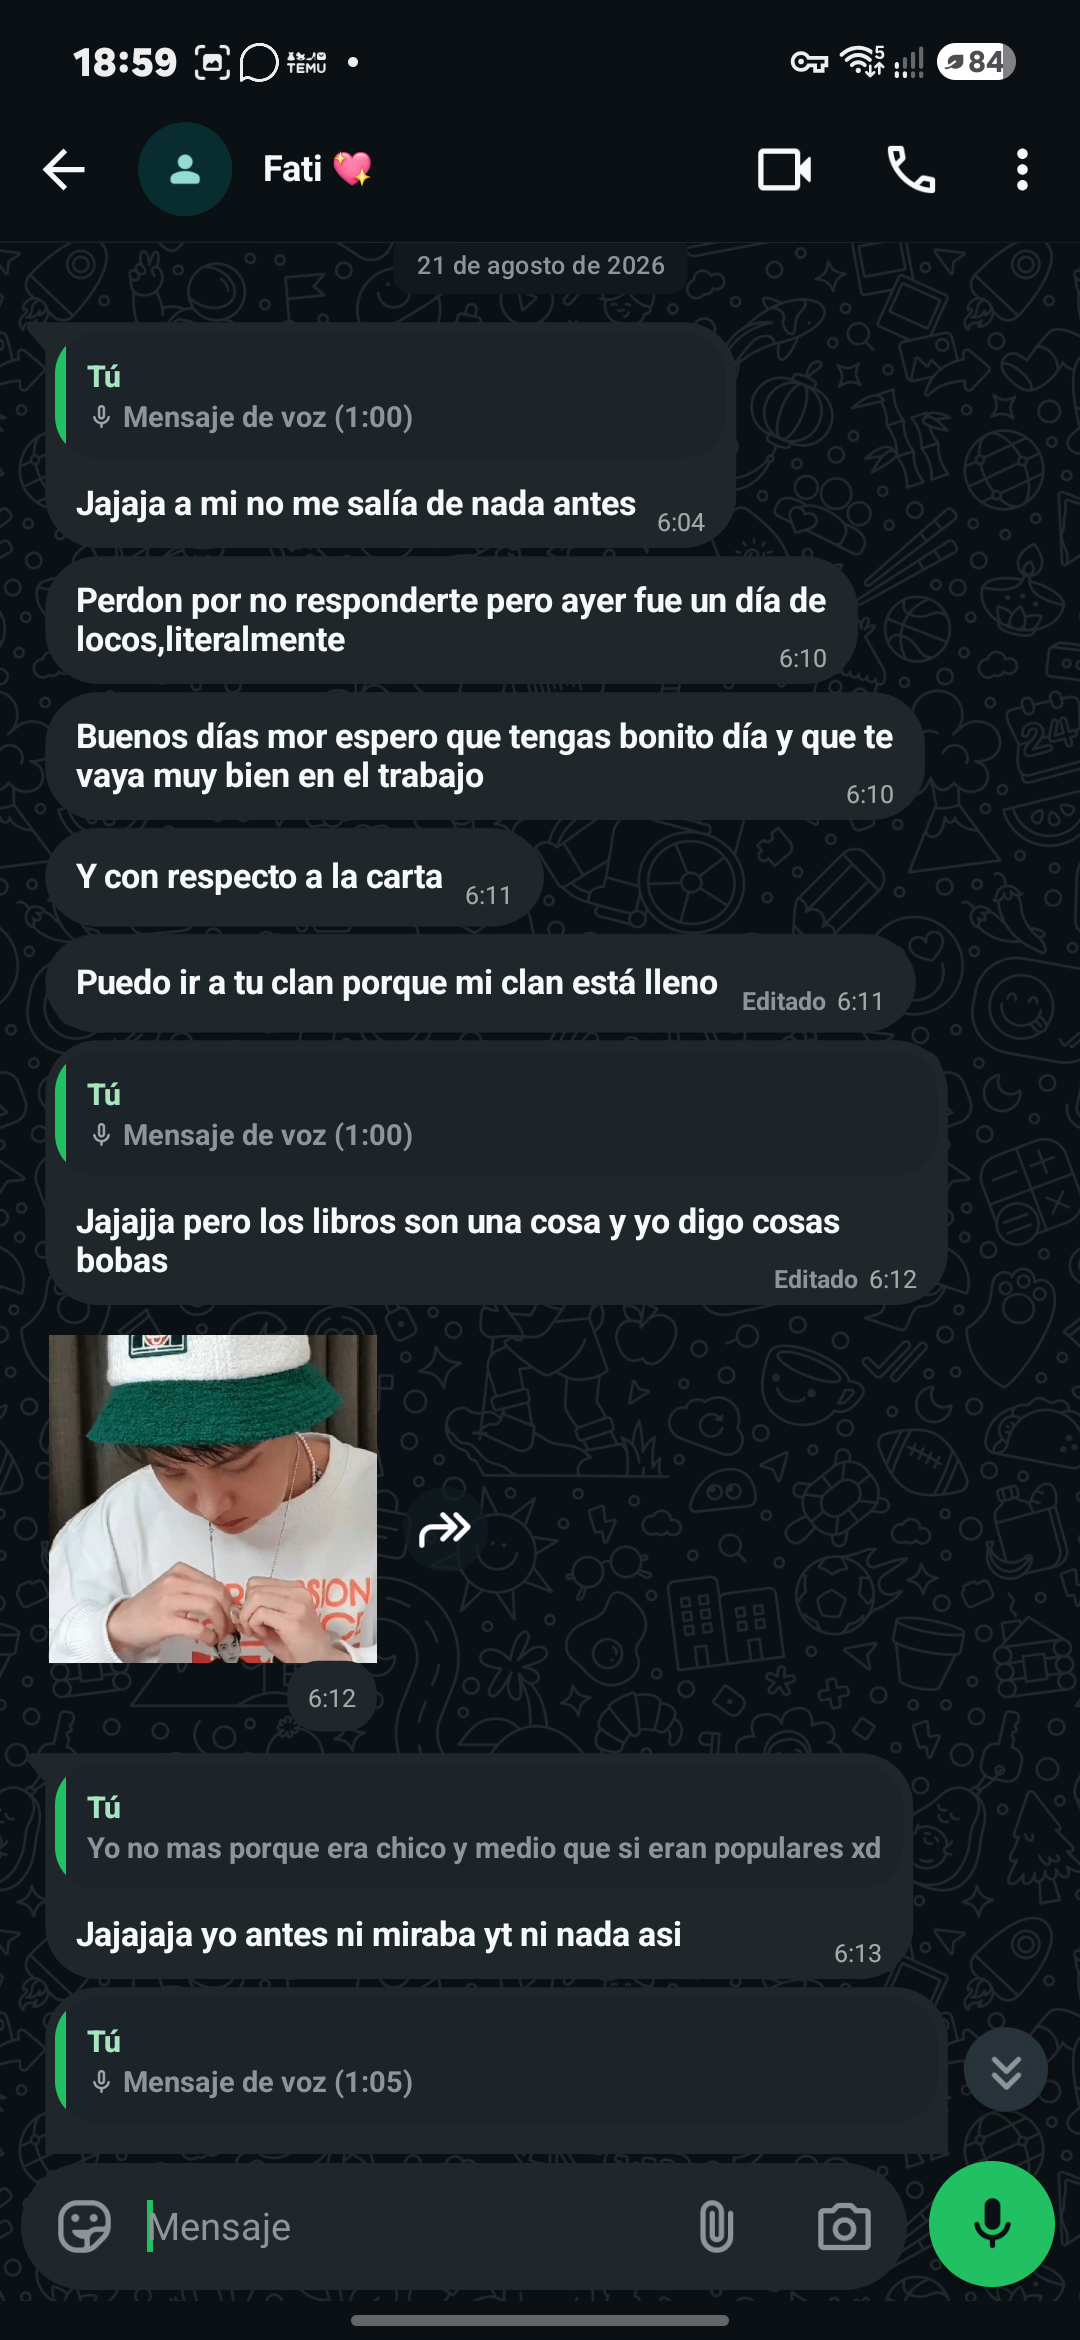 18:59
TEMU
5
84
Fati
21 de agosto de 2026
Tú
Mensaje de voz (1:00)
Jajaja a mi no me salía de nada antes
6:04
Perdon por no responderte pero ayer fue un día de
locos,literalmente
6:10
Buenos días mor espero que tengas bonito día y que te
vaya muy bien en el trabajo
6:10
Y con respecto a la carta
6:11
Puedo ir a tu clan porque mi clan está lleno
Editado 6:11
Tú
Mensaje de voz (1:00)
Jajajja pero los libros son una cosa y yo digo cosas
bobas
Editado 6:12
6:12
Tú
Yo no mas porque era chico y medio que si eran populares xd
Jajajaja yo antes ni miraba yt ni nada asi
6:13
Tú
Mensaje de voz (1:05)
Mensaje